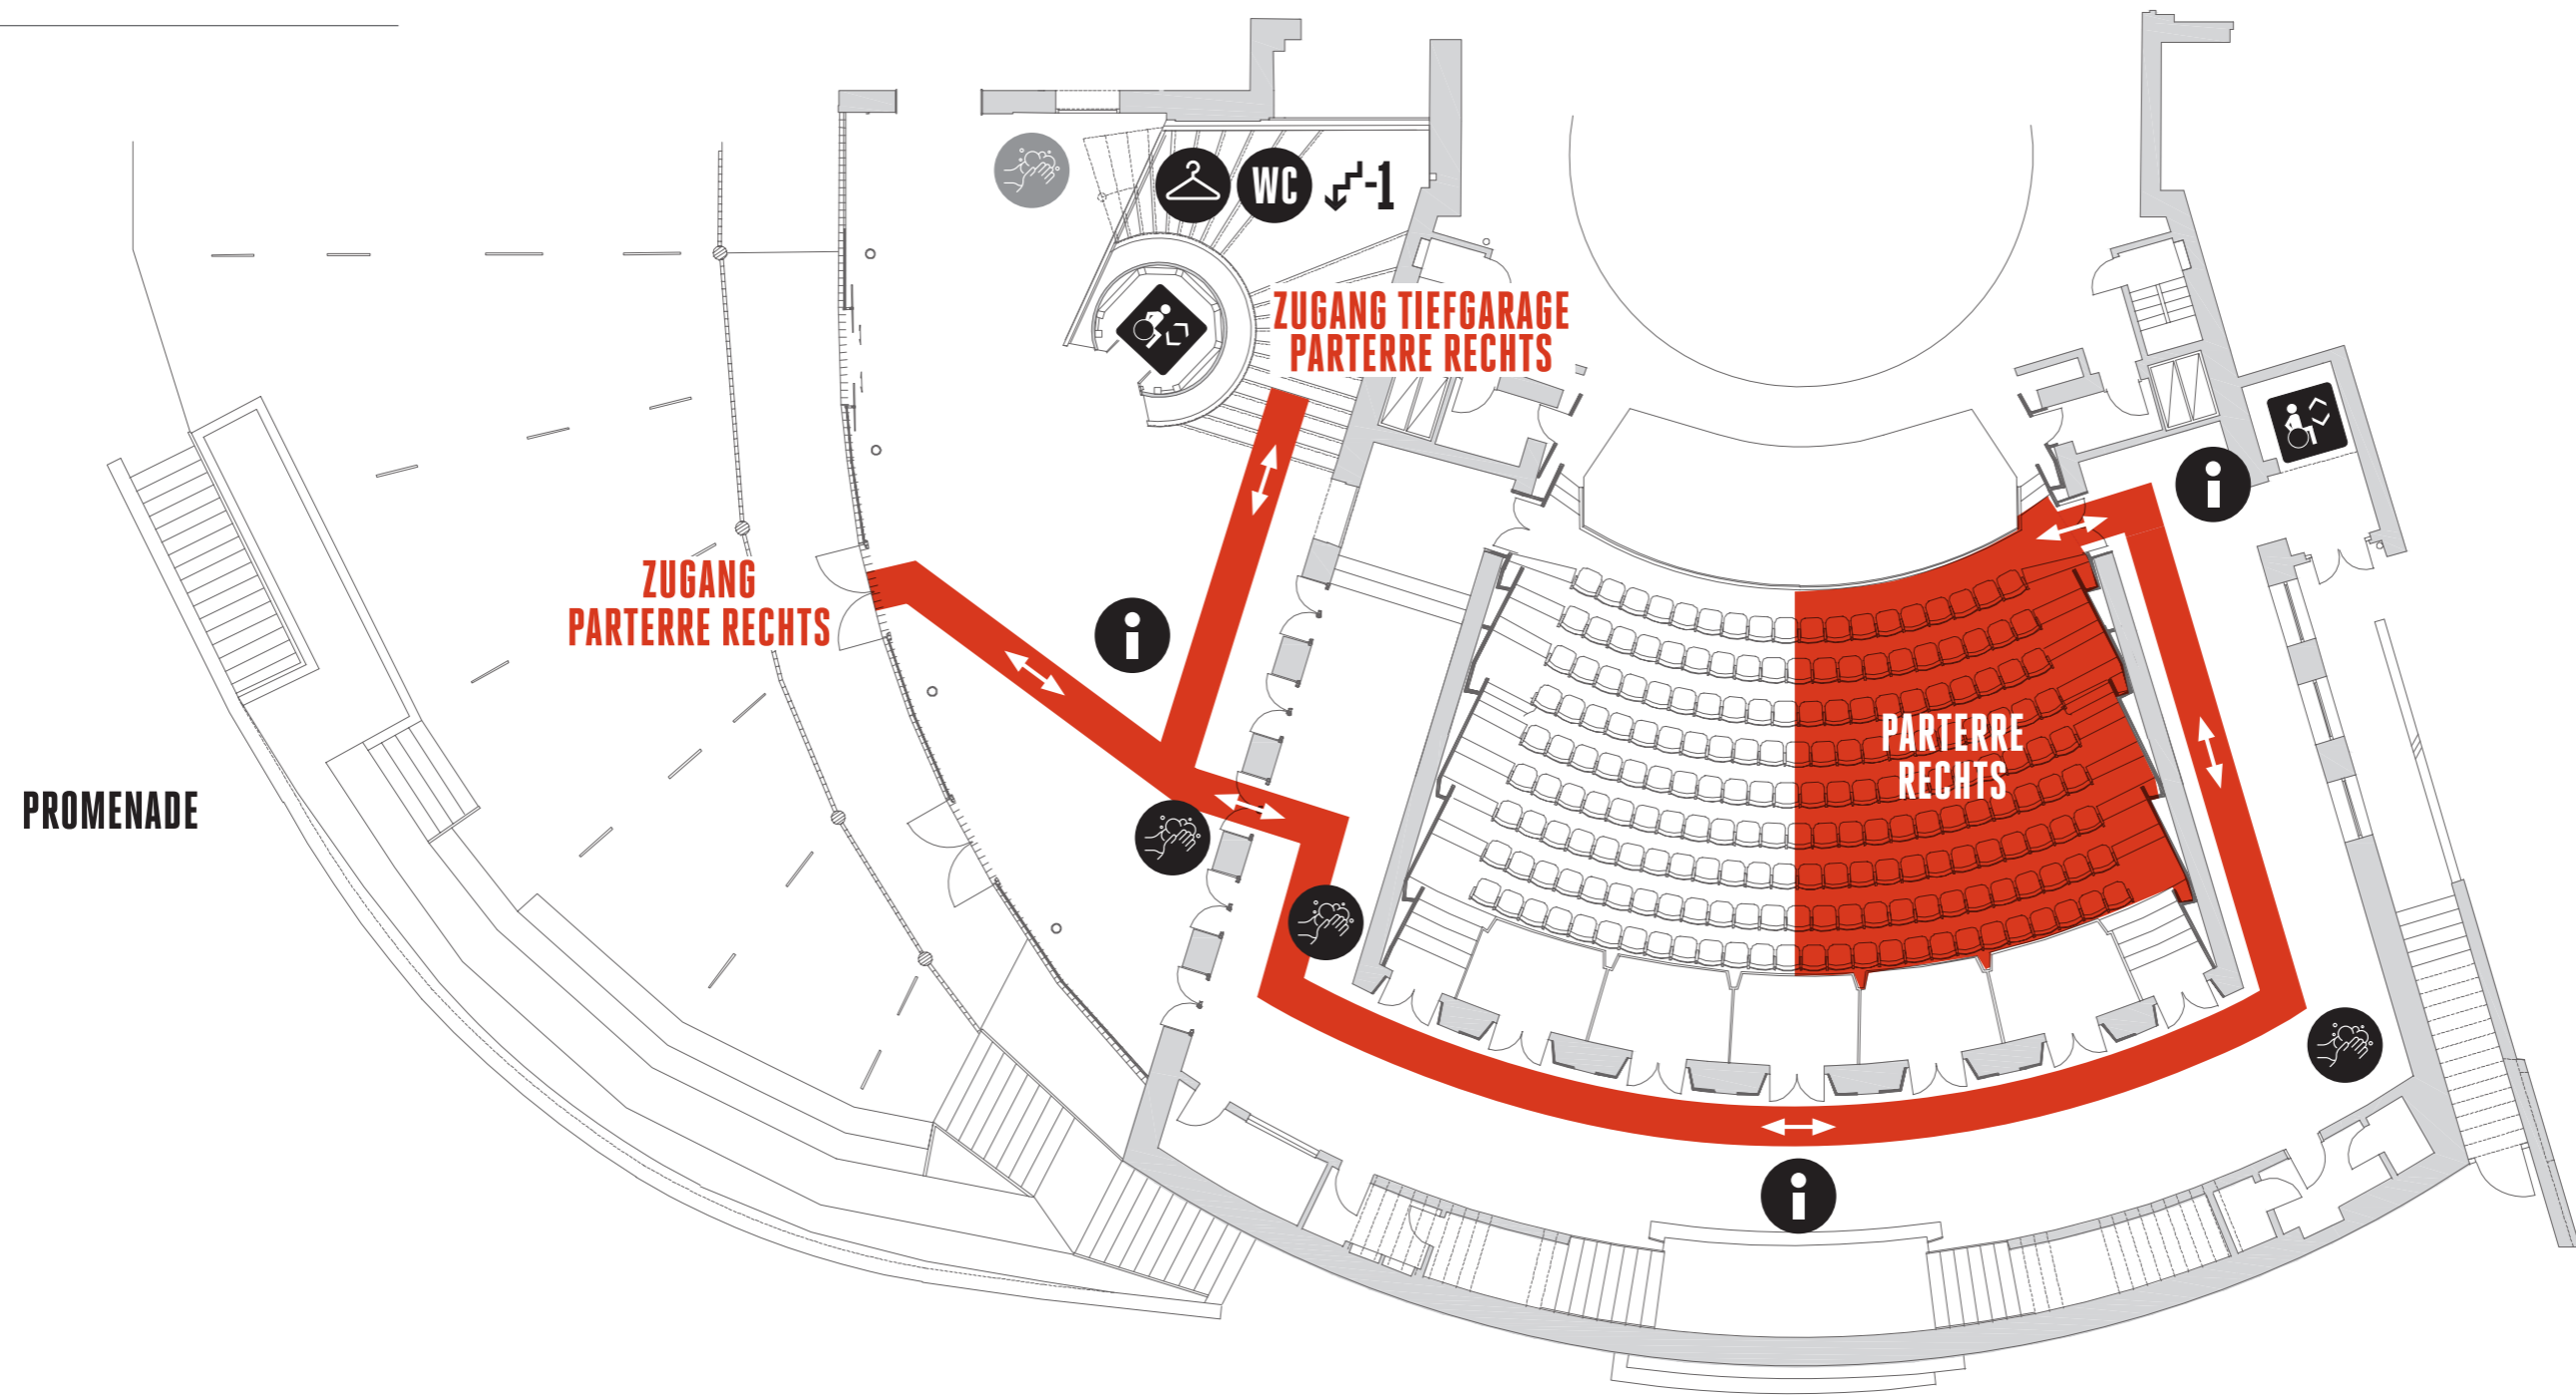 WC
-1
ZUGANG TIEFGARAGE
PARTERRE RECHTS
i
ZUGANG
PARTERRE RECHTS
i
PARTERRE
RECHTS
PROMENADE
i